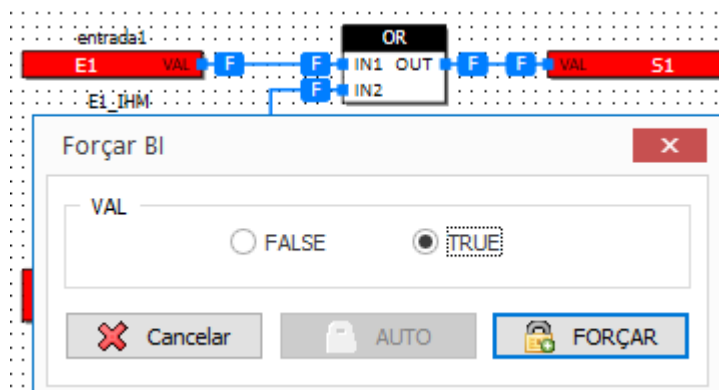 entrada1
OR
E1 VAL F F IN1 OUT F F VAL S1
E1_IHM F IN2
Forçar BI
VAL
FALSE TRUE
Cancelar AUTO FORÇAR